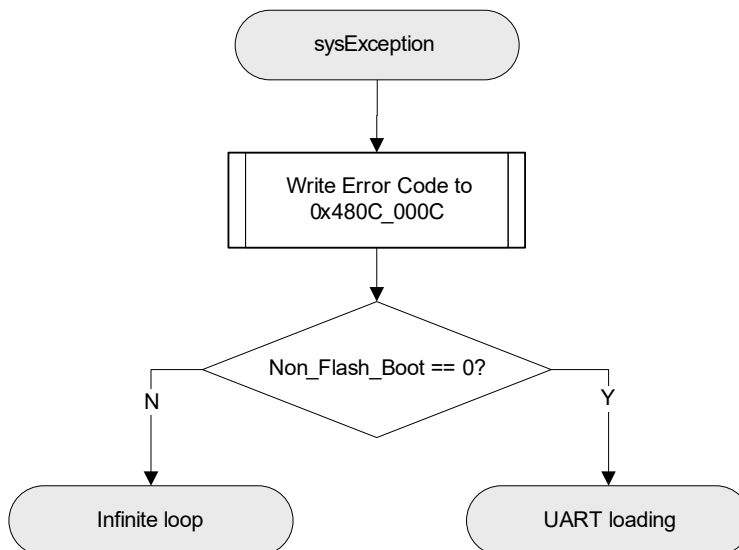 sysException
Write Error Code to
0x480C_000C
Non_Flash_Boot == 0?
N
Y
Infinite loop
UART loading